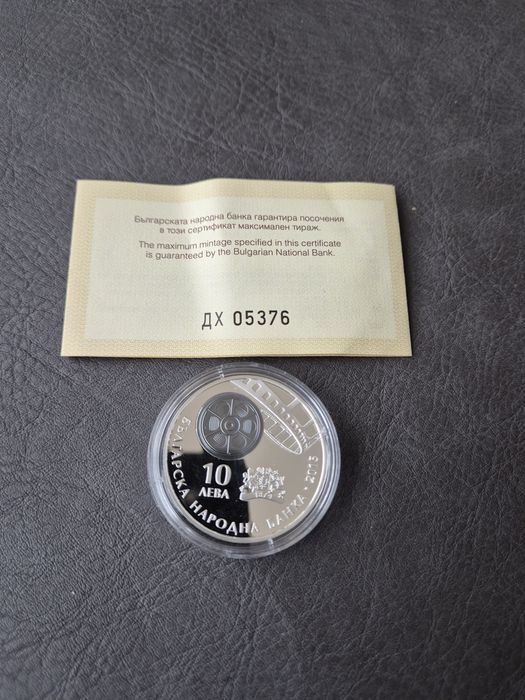 Българската народна банка гарантира посочения
в този сертификат максимален тираж.
The maximum mintage specified in this certificate
is guaranteed by the Bulgarian National Bank.
ДХ 05376
10
ЛЕВА
БЪЛГАРСКА НАРОДНА БАНКА • 2015